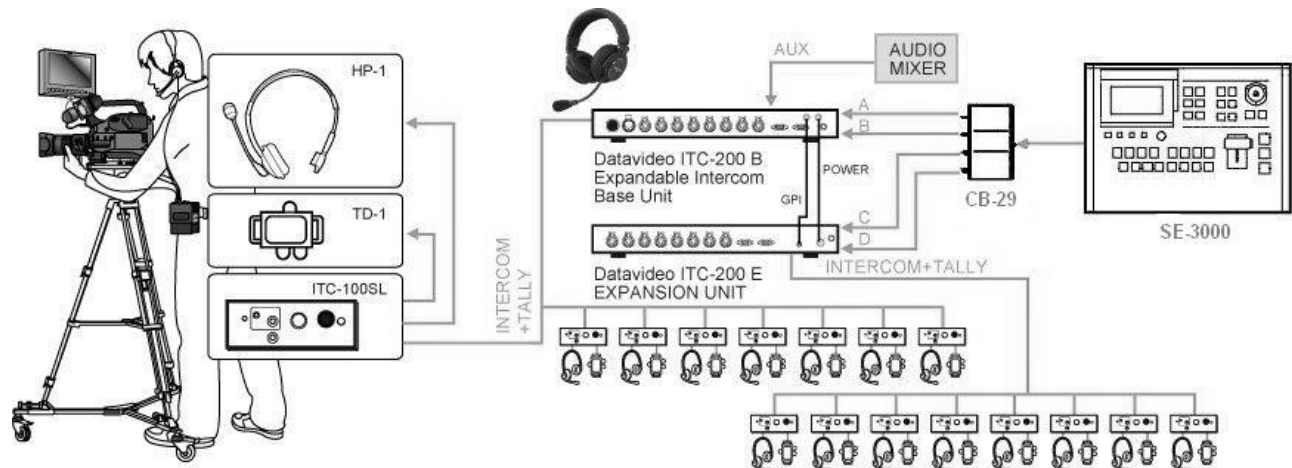 HP-1
TD-1
ITC-100SL
INTERCOM
+TALLY
AUX
AUDIO
MIXER
A
B
Datavideo ITC-200 B
Expandable Intercom
Base Unit
POWER
GPI
C
D
CB-29
SE-3000
Datavideo ITC-200 E
EXPANSION UNIT
INTERCOM+TALLY